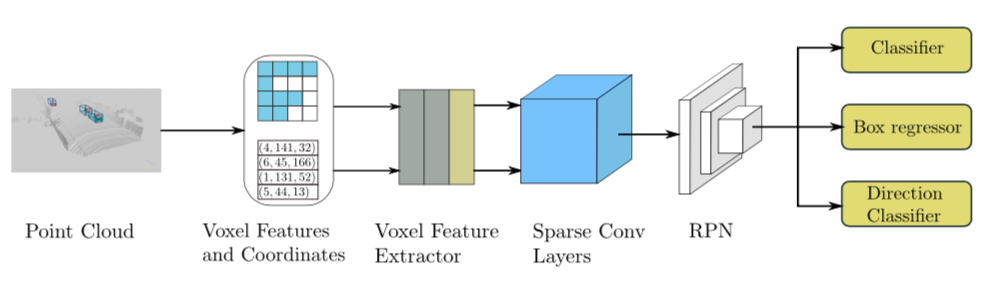 Classifier
(4, 141, 32)
(6, 45, 166)
(1, 131, 52)
(5, 44, 13)
Box regressor
Direction
Classifier
Point Cloud
Voxel Features
and Coordinates
Voxel Feature
Extractor
Sparse Conv
Layers
RPN